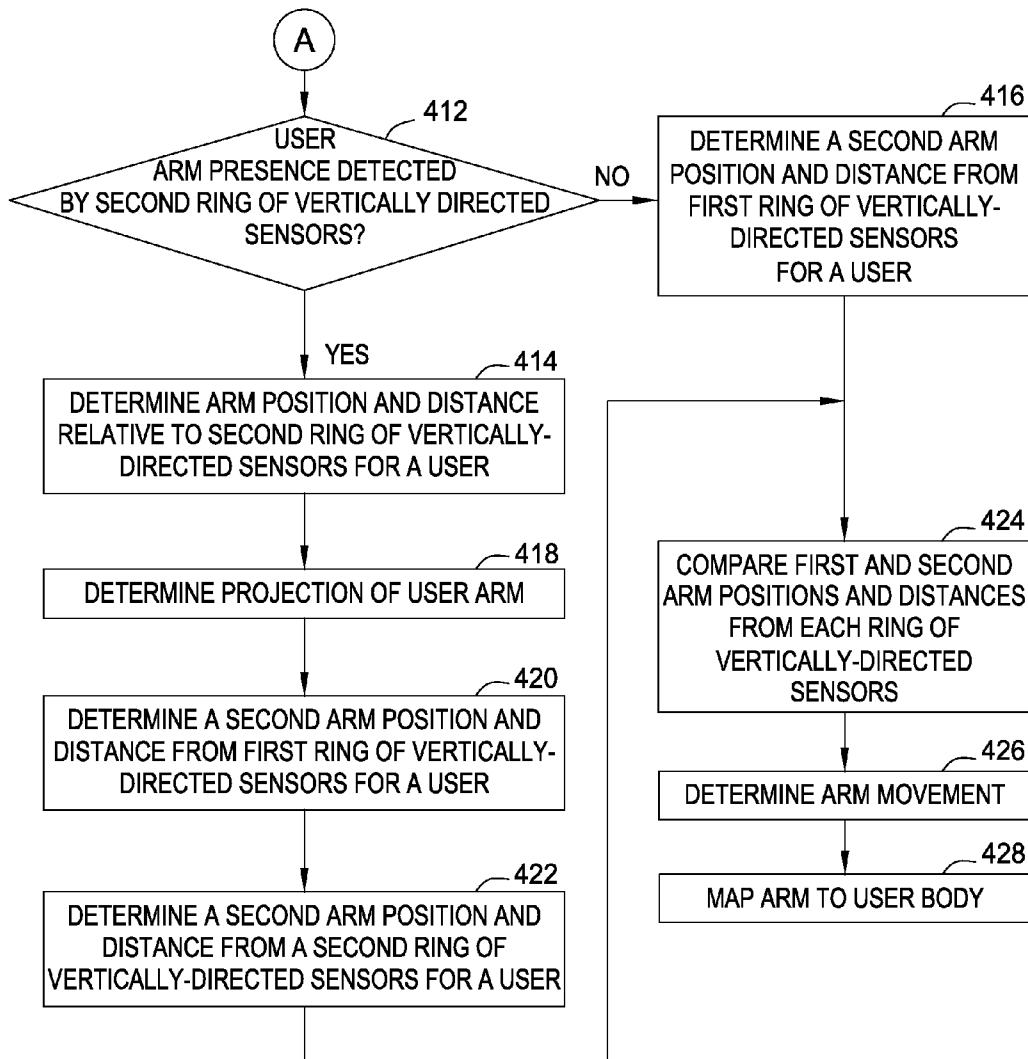 A
412
USER
ARM PRESENCE DETECTED
BY SECOND RING OF VERTICALLY DIRECTED
SENSORS?
NO
416
DETERMINE A SECOND ARM
POSITION AND DISTANCE FROM
FIRST RING OF VERTICALLY-
DIRECTED SENSORS
FOR A USER
YES
414
DETERMINE ARM POSITION AND DISTANCE
RELATIVE TO SECOND RING OF VERTICALLY-
DIRECTED SENSORS FOR A USER
418
DETERMINE PROJECTION OF USER ARM
420
DETERMINE A SECOND ARM POSITION AND
DISTANCE FROM FIRST RING OF VERTICALLY-
DIRECTED SENSORS FOR A USER
422
DETERMINE A SECOND ARM POSITION AND
DISTANCE FROM A SECOND RING OF
VERTICALLY-DIRECTED SENSORS FOR A USER
424
COMPARE FIRST AND SECOND
ARM POSITIONS AND DISTANCES
FROM EACH RING OF
VERTICALLY-DIRECTED
SENSORS
426
DETERMINE ARM MOVEMENT
428
MAP ARM TO USER BODY